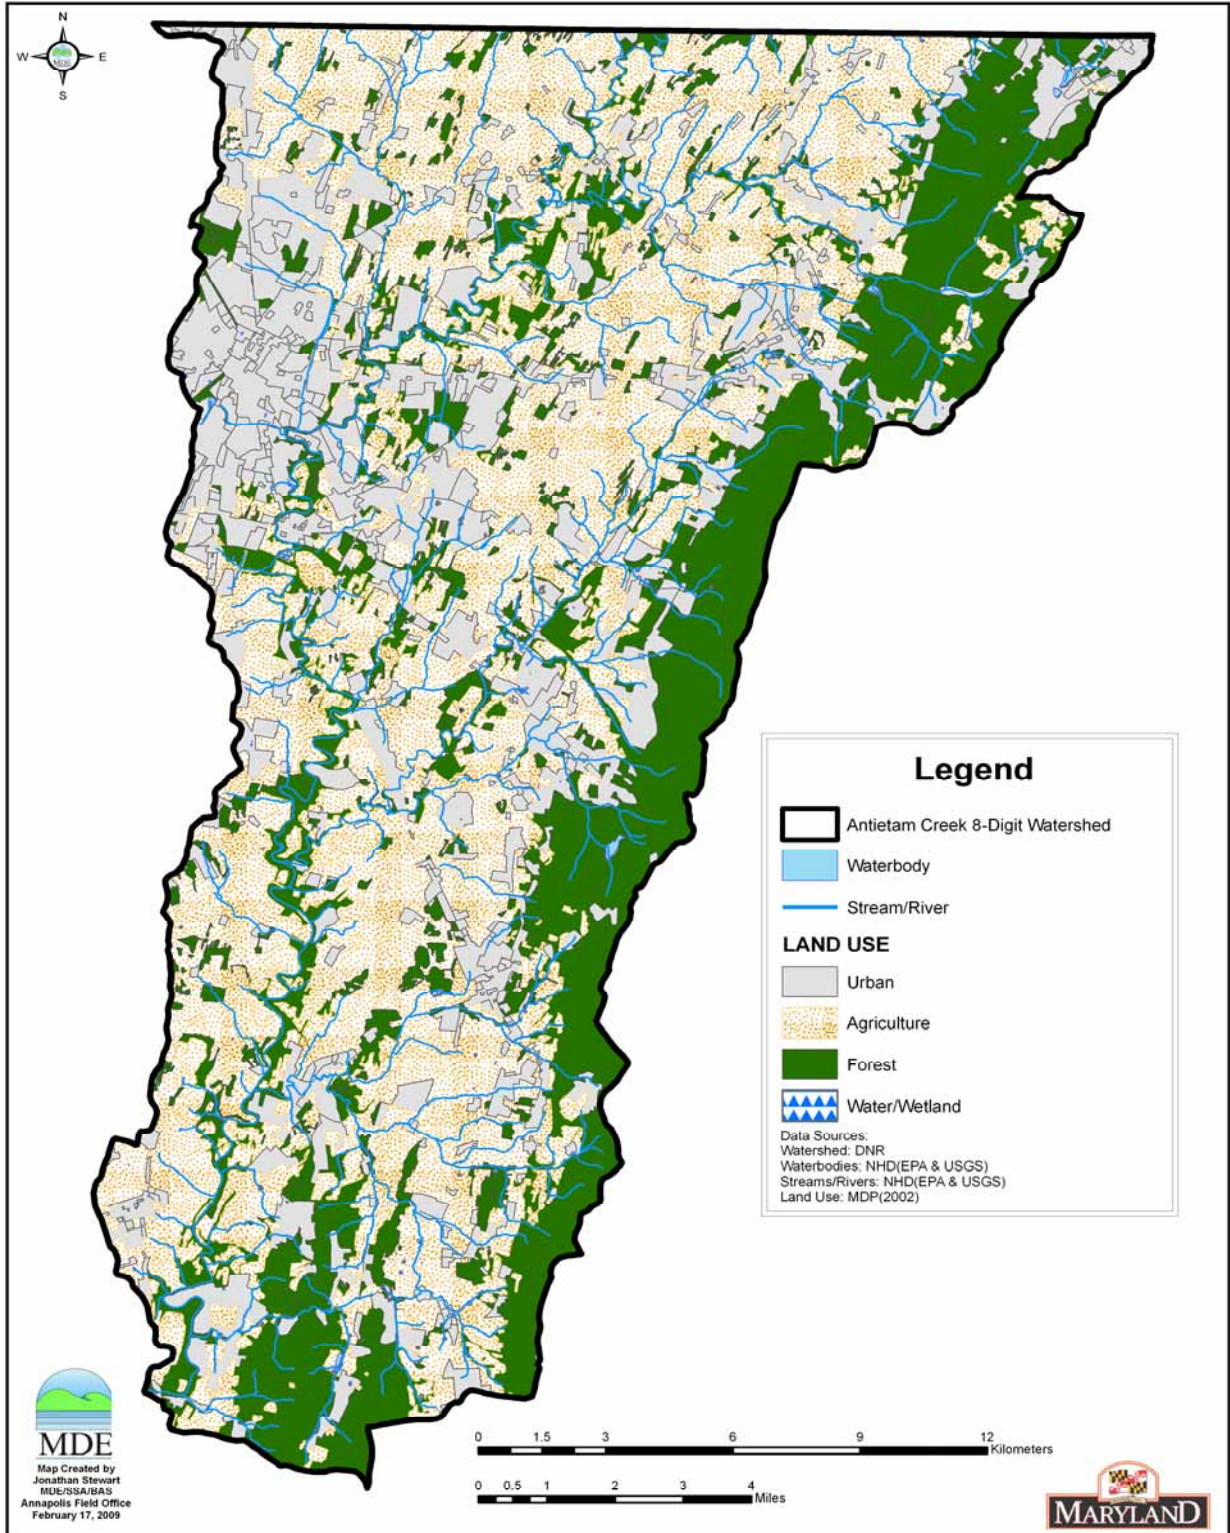 N
W E
MDE
S
Legend
Antietam Creek 8-Digit Watershed
Waterbody
Stream/River
LAND USE
Urban
Agriculture
Forest
Water/Wetland
Data Sources:
Watershed: DNR
Waterbodies: NHD(EPA & USGS)
Streams/Rivers: NHD(EPA & USGS)
Land Use: MDP(2002)
MDE
Map Created by
Jonathan Stewart
MDE/SSA/BAS
Annapolis Field Office
February 17, 2009
0 1.5 3 6 9 12
Kilometers
0 0.5 1 2 3 4
Miles
MARYLAND